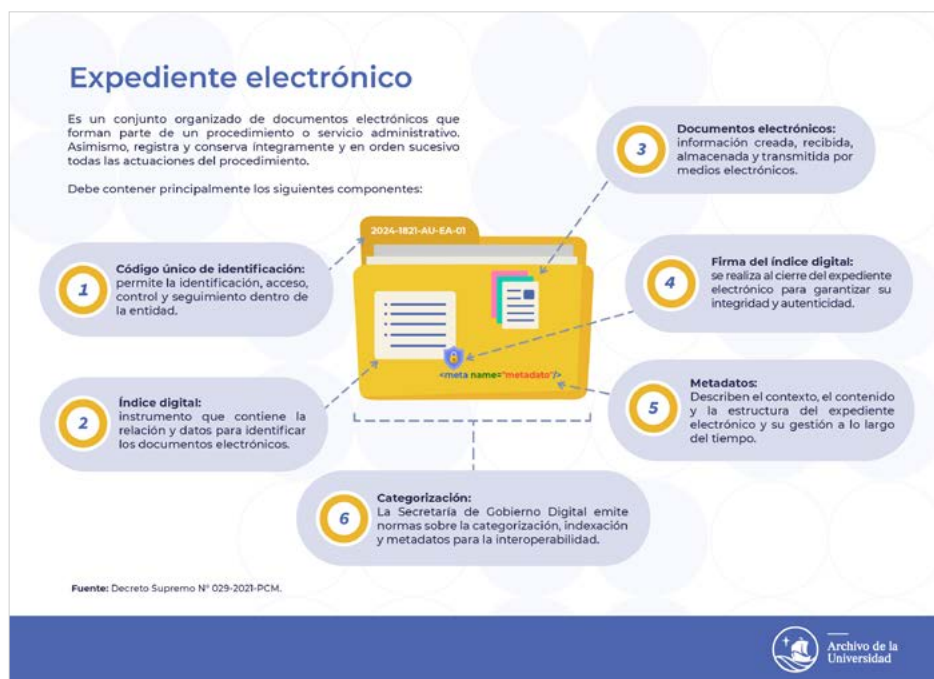 Expediente electrónico
Es un conjunto organizado de documentos electrónicos que
forman parte de un procedimiento o servicio administrativo.
Asimismo, registra y conserva íntegramente y en orden sucesivo
todas las actuaciones del procedimiento.
Debe contener principalmente los siguientes componentes:
2024-1821-AU-EA-01
<meta name="metadato"/>
1
Código único de identificación:
permite la identificación, acceso,
control y seguimiento dentro de
la entidad.
2
Índice digital:
instrumento que contiene la
relación y datos para identificar
los documentos electrónicos.
3
Documentos electrónicos:
información creada, recibida,
almacenada y transmitida por
medios electrónicos.
4
Firma del índice digital:
se realiza al cierre del expediente
electrónico para garantizar su
integridad y autenticidad.
5
Metadatos:
Describen el contexto, el contenido
y la estructura del expediente
electrónico y su gestión a lo largo
del tiempo.
6
Categorización:
La Secretaría de Gobierno Digital emite
normas sobre la categorización, indexación
y metadatos para la interoperabilidad.
Fuente: Decreto Supremo N° 029-2021-PCM.
Archivo de la
Universidad